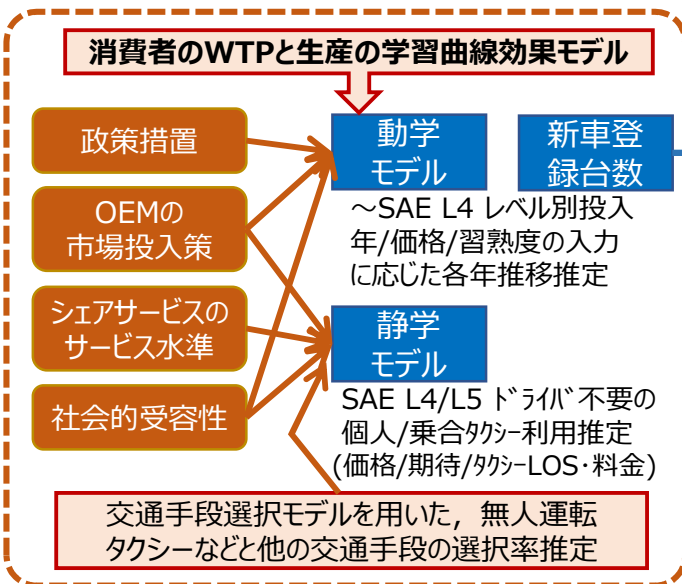 消費者のWTPと生産の学習曲線効果モデル
政策措置
OEMの
市場投入策
シェアサービスの
サービス水準
社会的受容性
動学
モデル
新車登
録台数
～SAE L4 レベル別投入
年/価格/習熟度の入力
に応じた各年推移推定
静学
モデル
SAE L4/L5 ドライバ不要の
個人/乗合タクシー利用推定
(価格/期待/タクシーLOS・料金)
交通手段選択モデルを用いた，無人運転
タクシーなどと他の交通手段の選択率推定